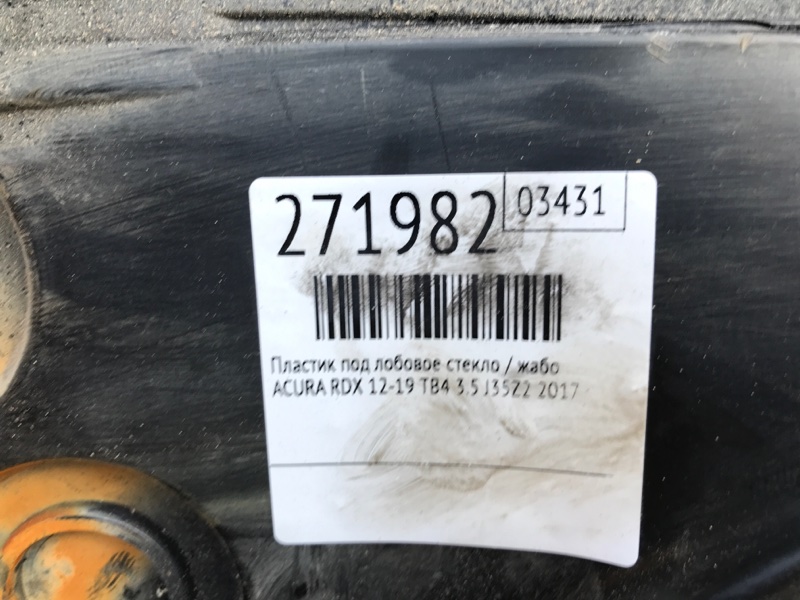 271982
03431
Пластик под лобовое стекло / жабо
ACURA RDX 12-19 TB4 3.5 J35Z2 2017